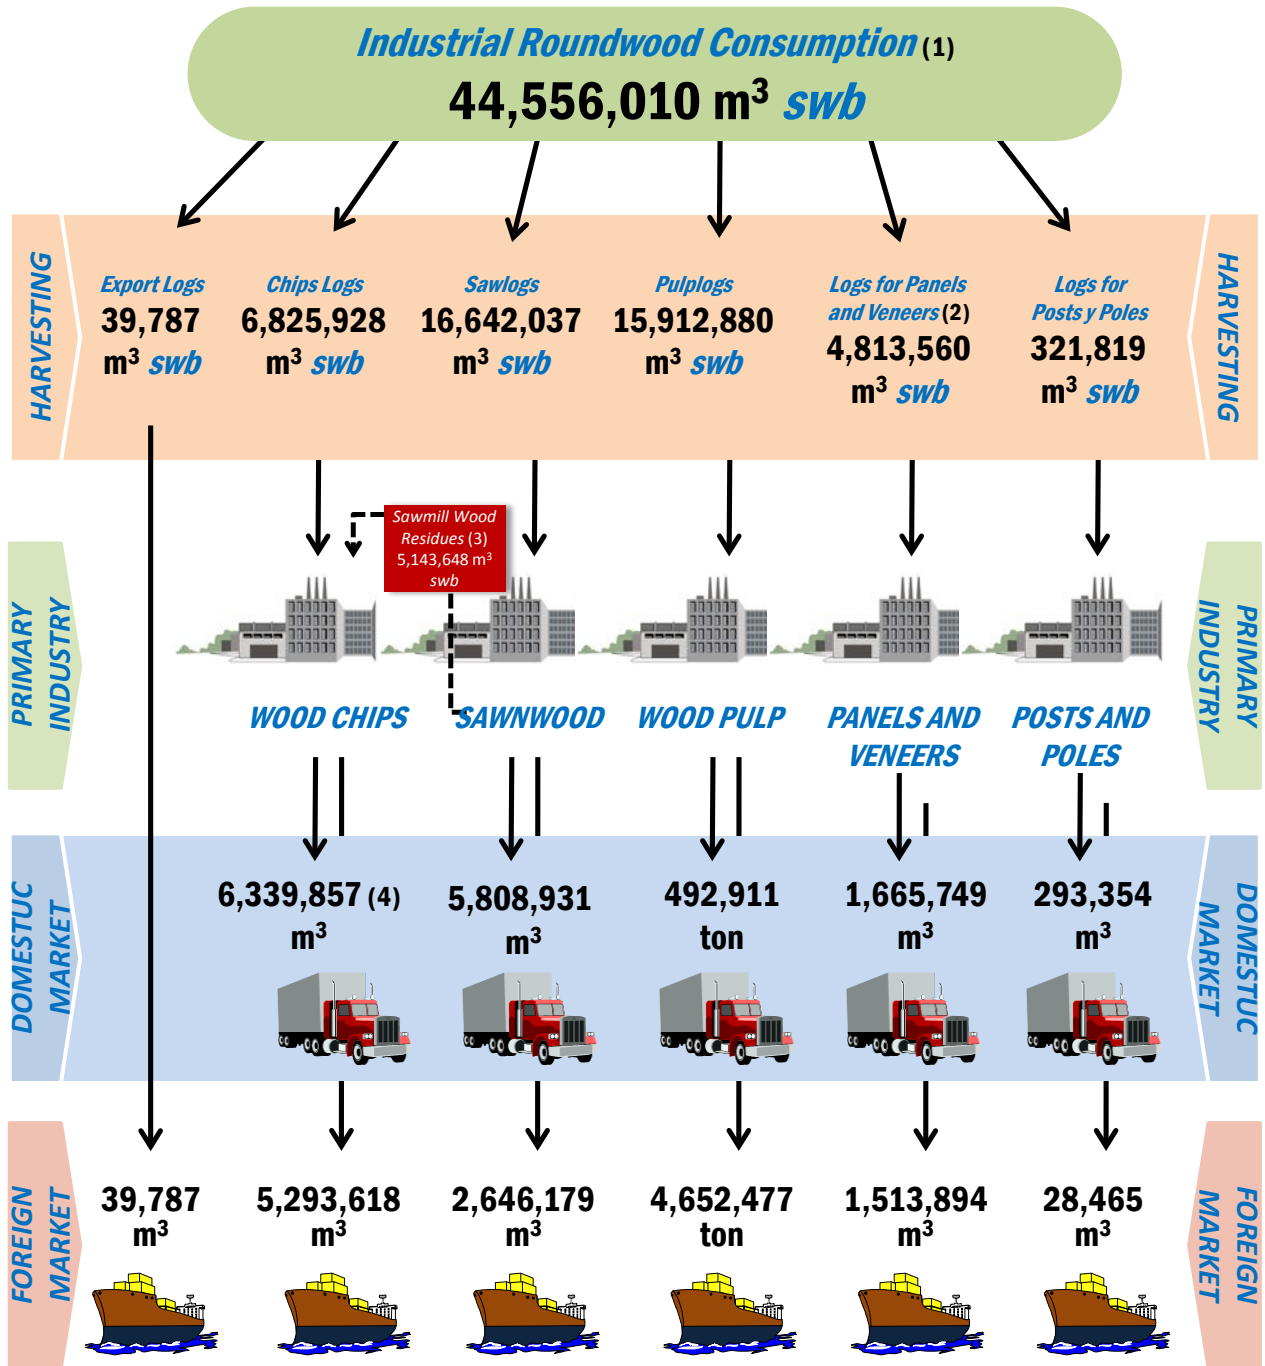 Industrial Roundwood Consumption (1)
44,556,010 m³ swb
HARVESTING
Export Logs
39,787
m³ swb
Chips Logs
6,825,928
m³ swb
Sawlogs
16,642,037
m³ swb
Pulplogs
15,912,880
m³ swb
Logs for Panels
and Veneers (2)
4,813,560
m³ swb
Logs for
Posts y Poles
321,819
m³ swb
HARVESTING
Sawmill Wood
Residues (3)
5,143,648 m³
swb
PRIMARY
INDUSTRY
WOOD CHIPS
SAWNWOOD
WOOD PULP
PANELS AND
VENEERS
POSTS AND
POLES
PRIMARY
INDUSTRY
DOMESTUC
MARKET
6,339,857 (4)
m³
5,808,931
m³
492,911
ton
1,665,749
m³
293,354
m³
DOMESTUC
MARKET
FOREIGN
MARKET
39,787
m³
5,293,618
m³
2,646,179
m³
4,652,477
ton
1,513,894
m³
28,465
m³
FOREIGN
MARKET